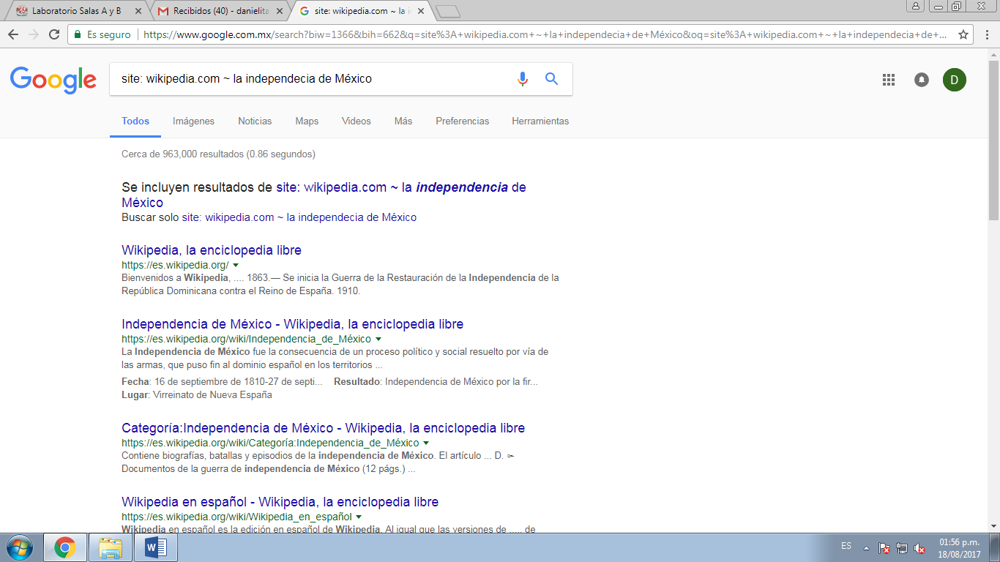 Laboratorio Salas A y B
Recibidos (40) - danielita
site: wikipedia.com ~ la i
Es seguro
https://www.google.com.mx/search?biw=1366&bih=662&q=site%3A+wikipedia.com+~+la+independecia+de+México&oq=site%3A+wikipedia.com+~+la+independecia+de+...
Google
site: wikipedia.com ~ la independecia de México
D
Todos Imágenes Noticias Maps Videos Más Preferencias Herramientas
Cerca de 963,000 resultados (0.86 segundos)
Se incluyen resultados de site: wikipedia.com ~ la independencia de
México
Buscar solo site: wikipedia.com ~ la independecia de México
Wikipedia, la enciclopedia libre
https://es.wikipedia.org/
Bienvenidos a Wikipedia, .... 1863.— Se inicia la Guerra de la Restauración de la Independencia de la
República Dominicana contra el Reino de España. 1910.
Independencia de México - Wikipedia, la enciclopedia libre
https://es.wikipedia.org/wiki/Independencia_de_México
La Independencia de México fue la consecuencia de un proceso político y social resuelto por vía de
las armas, que puso fin al dominio español en los territorios ...
Fecha: 16 de septiembre de 1810-27 de septi... Resultado: Independencia de México por la fir...
Lugar: Virreinato de Nueva España
Categoría:Independencia de México - Wikipedia, la enciclopedia libre
https://es.wikipedia.org/wiki/Categoría:Independencia_de_México
Contiene biografías, batallas y episodios de la independencia de México. El artículo ... D. ➣
Documentos de la guerra de independencia de México (12 págs.) ...
Wikipedia en español - Wikipedia, la enciclopedia libre
https://es.wikipedia.org/wiki/Wikipedia_en_español
Wikipedia en español es la edición en español de Wikipedia. Al igual que las versiones de ..... de
ES
01:56 p.m.
18/08/2017